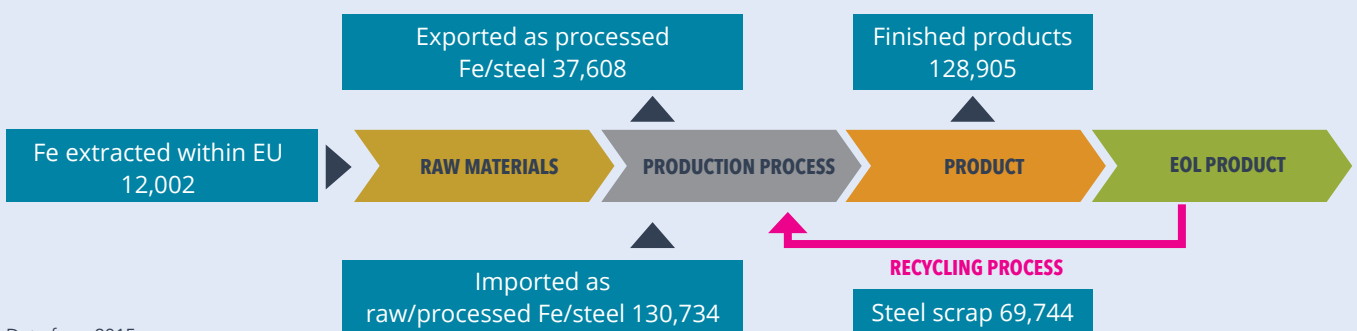 Exported as processed
Fe/steel 37,608
Finished products
128,905
Fe extracted within EU
12,002
RAW MATERIALS
PRODUCTION PROCESS
PRODUCT
EOL PRODUCT
RECYCLING PROCESS
Imported as
raw/processed Fe/steel 130,734
Steel scrap 69,744